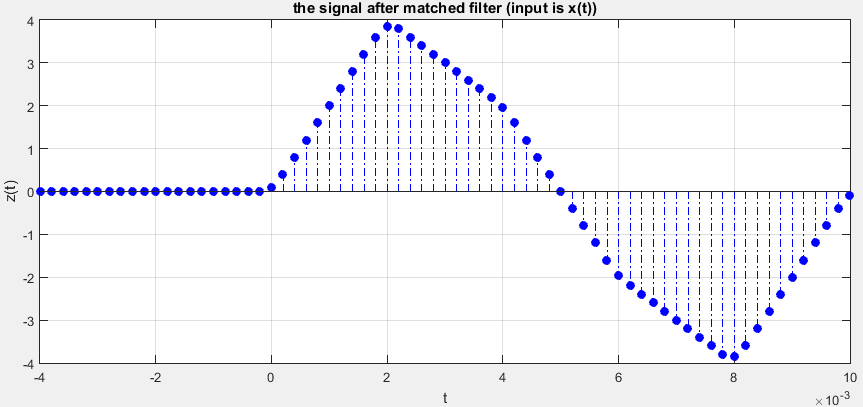 the signal after matched filter (input is x(t))
4
3
2
1
0
-1
-2
-3
-4
z(t)
-4 -2 0 2 4 6 8 10
t
×10-3